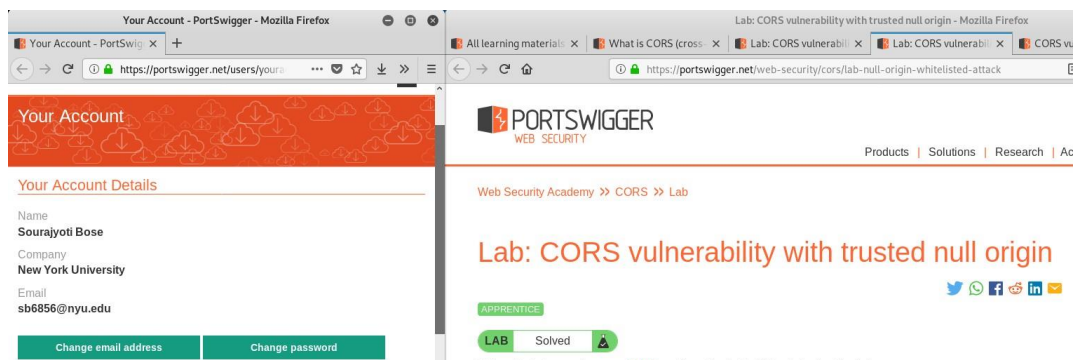 Your Account - PortSwigger - Mozilla Firefox
Your Account - PortSwig
https://portswigger.net/users/youra
Your Account
Your Account Details
Name
Sourajyoti Bose
Company
New York University
Email
sb6856@nyu.edu
Change email address
Change password
Lab: CORS vulnerability with trusted null origin - Mozilla Firefox
All learning materials
What is CORS (cross-
Lab: CORS vulnerabili
Lab: CORS vulnerabil
CORS vu
https://portswigger.net/web-security/cors/lab-null-origin-whitelisted-attack
PORTSWIGGER
WEB SECURITY
Products | Solutions | Research | Ac
Web Security Academy >> CORS >> Lab
Lab: CORS vulnerability with trusted null origin
APPRENTICE
LAB Solved